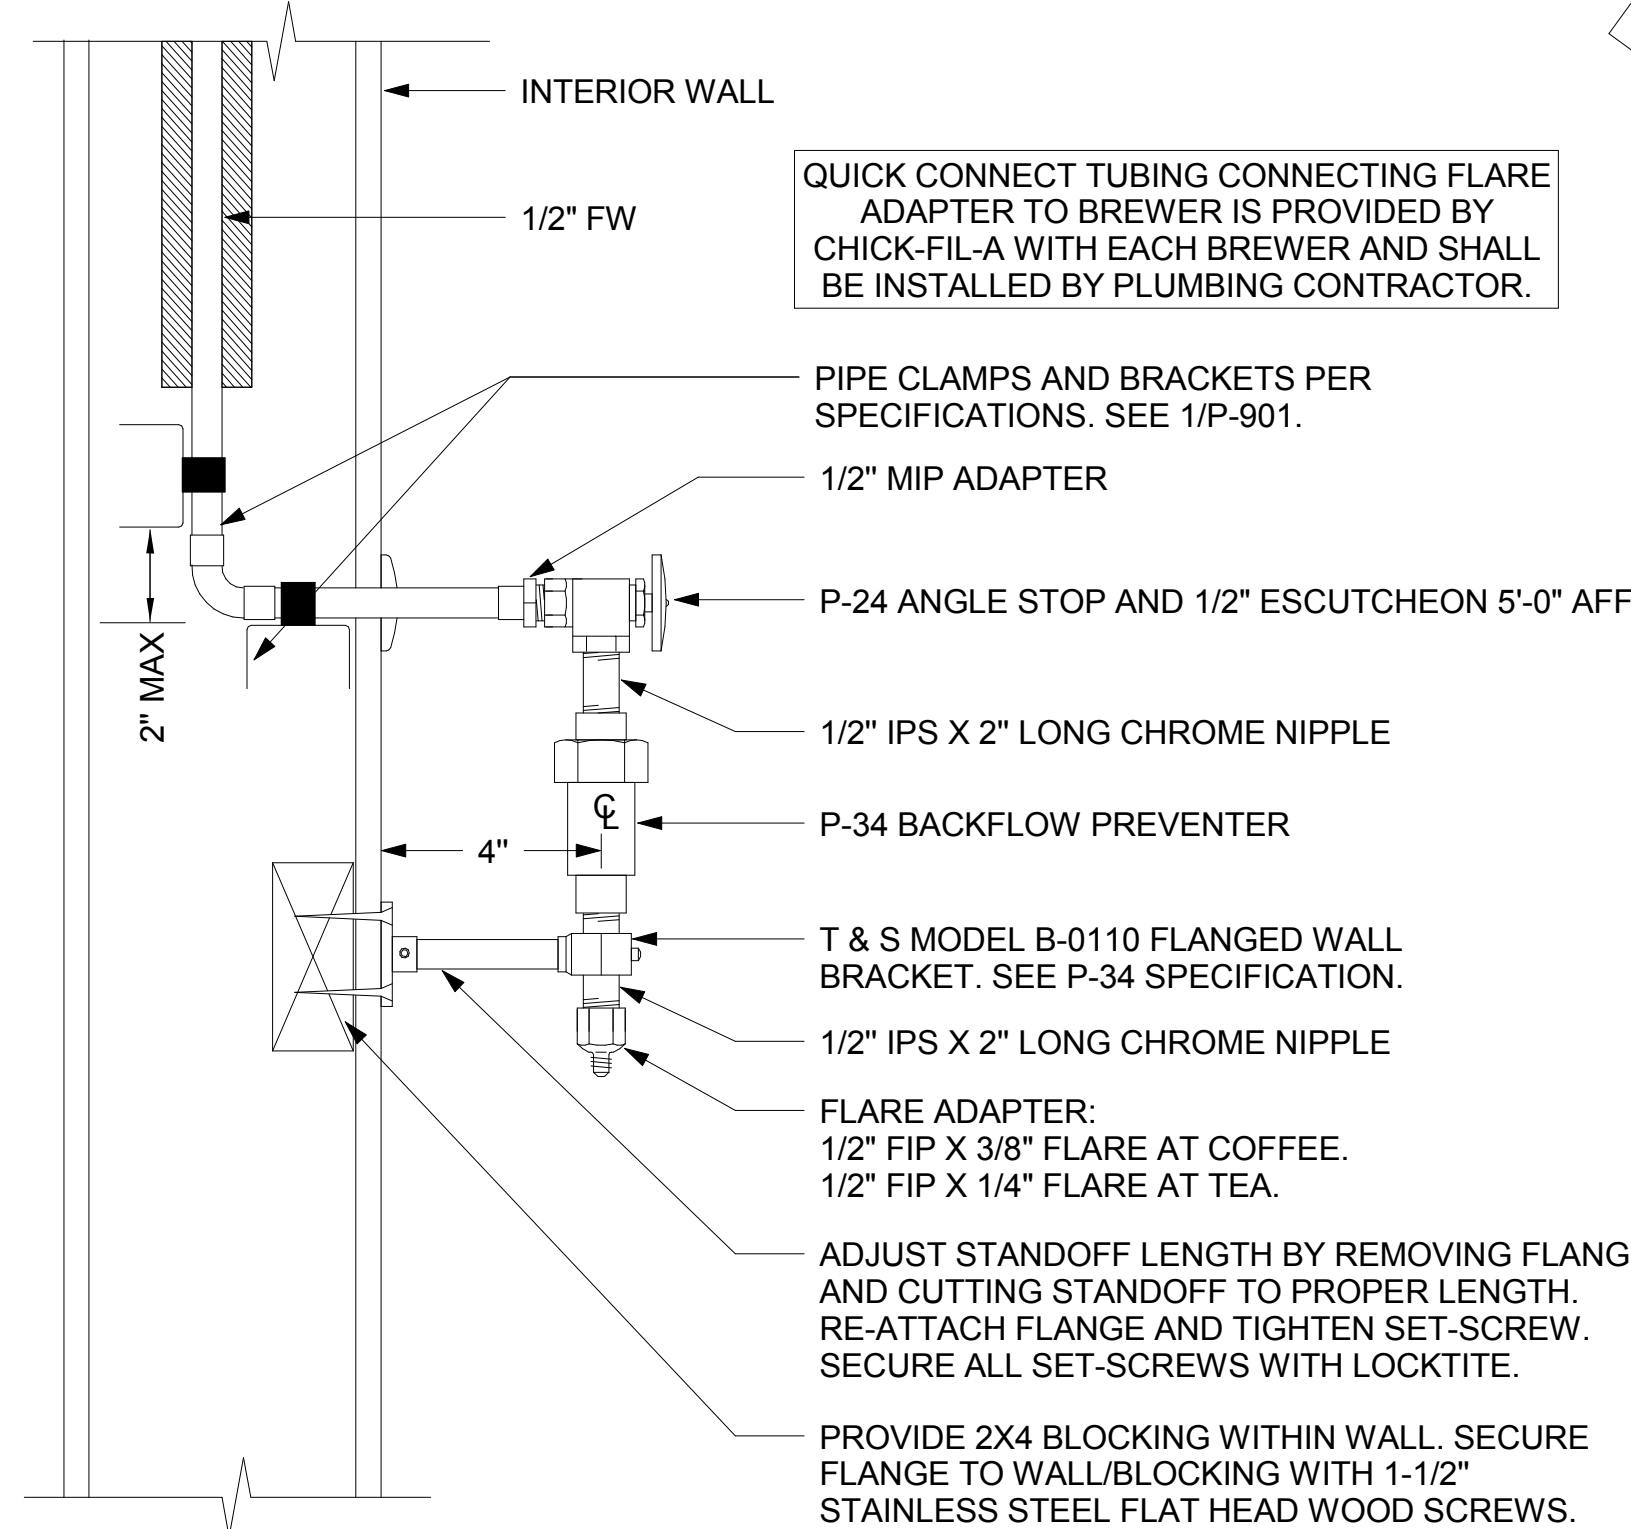 INTERIOR WALL
QUICK CONNECT TUBING CONNECTING FLARE
ADAPTER TO BREWER IS PROVIDED BY
CHICK-FIL-A WITH EACH BREWER AND SHALL
BE INSTALLED BY PLUMBING CONTRACTOR.
1/2" FW
PIPE CLAMPS AND BRACKETS PER
SPECIFICATIONS. SEE 1/P-901.
1/2" MIP ADAPTER
P-24 ANGLE STOP AND 1/2" ESCUTCHEON 5'-0" AFF
2" MAX
1/2" IPS X 2" LONG CHROME NIPPLE
℄
P-34 BACKFLOW PREVENTER
4"
T & S MODEL B-0110 FLANGED WALL
BRACKET. SEE P-34 SPECIFICATION.
1/2" IPS X 2" LONG CHROME NIPPLE
FLARE ADAPTER:
1/2" FIP X 3/8" FLARE AT COFFEE.
1/2" FIP X 1/4" FLARE AT TEA.
ADJUST STANDOFF LENGTH BY REMOVING FLANG
AND CUTTING STANDOFF TO PROPER LENGTH.
RE-ATTACH FLANGE AND TIGHTEN SET-SCREW.
SECURE ALL SET-SCREWS WITH LOCKTITE.
PROVIDE 2X4 BLOCKING WITHIN WALL. SECURE
FLANGE TO WALL/BLOCKING WITH 1-1/2"
STAINLESS STEEL FLAT HEAD WOOD SCREWS.